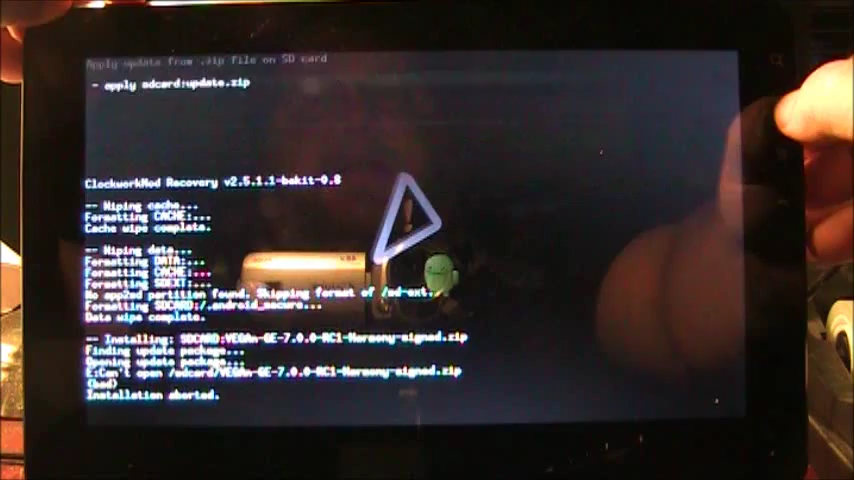 Apply update from .zip file on SD card
- apply sdcard:update.zip
ClockworkMod Recovery v2.5.1.1-bekit-0.8
-- Wiping cache...
Formatting CACHE:...
Cache wipe complete.
-- Wiping data...
Formatting DATA:...
Formatting CACHE:...
Formatting SDEXT:...
No app2sd partition found. Skipping format of /sd-ext.
Formatting SDCARD:/.android_secure...
Data wipe complete.
-- Installing: SDCARD:VEGAn-GE-7.0.0-RC1-Harmony-signed.zip
Finding update package...
Opening update package...
E:Can't open /sdcard/VEGAn-GE-7.0.0-RC1-Harmony-signed.zip
(bad)
Installation aborted.